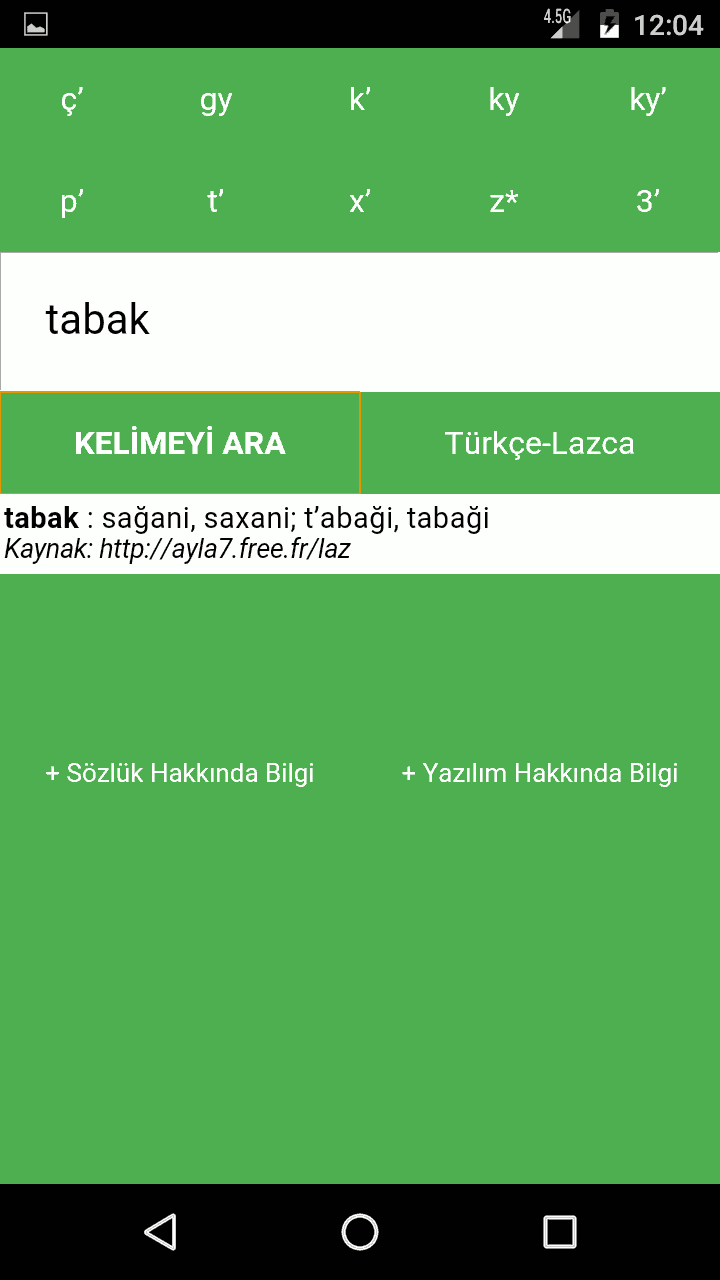 4.5G 12:04
ç’ gy k’ ky ky’
p’ t’ x’ z* 3’
tabak
KELİMEYİ ARA Türkçe-Lazca
tabak : sağani, saxani; t’abaği, tabaği
Kaynak: http://ayla7.free.fr/laz
+ Sözlük Hakkında Bilgi + Yazılım Hakkında Bilgi